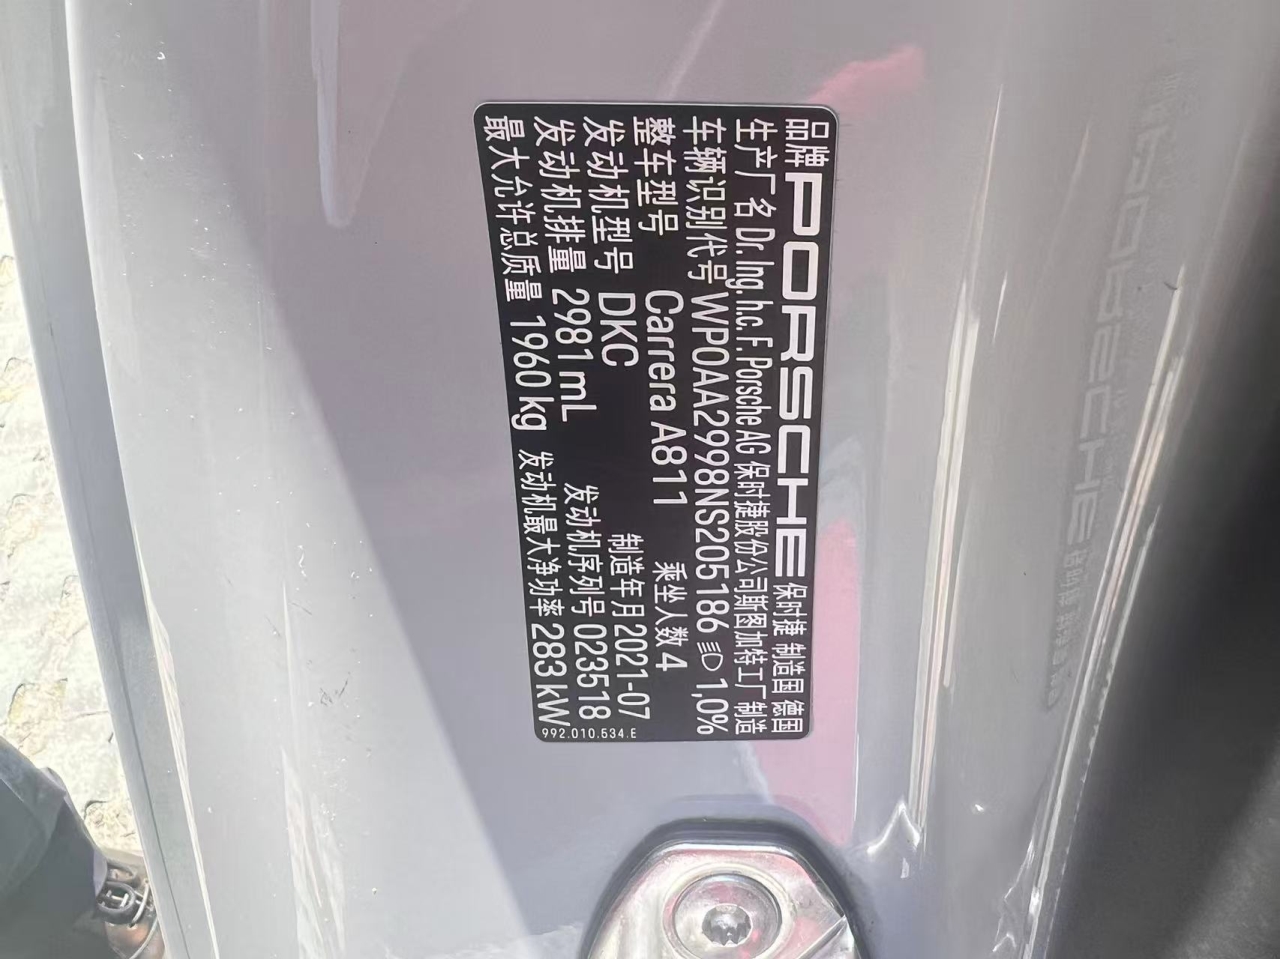 品牌 PORSCHE 保时捷 制造国 德国
生产厂名 Dr. Ing. h.c. F. Porsche AG 保时捷股份公司斯图加特工厂制造
车辆识别代号 WP0AA2998NS205186 1,0%
整车型号 Carrera A811 乘坐人数 4
发动机型号 DKC 制造年月 2021-07
发动机排量 2981 mL 发动机序列号 023518
最大允许总质量 1960 kg 发动机最大净功率 283 kW
992.010.534.E